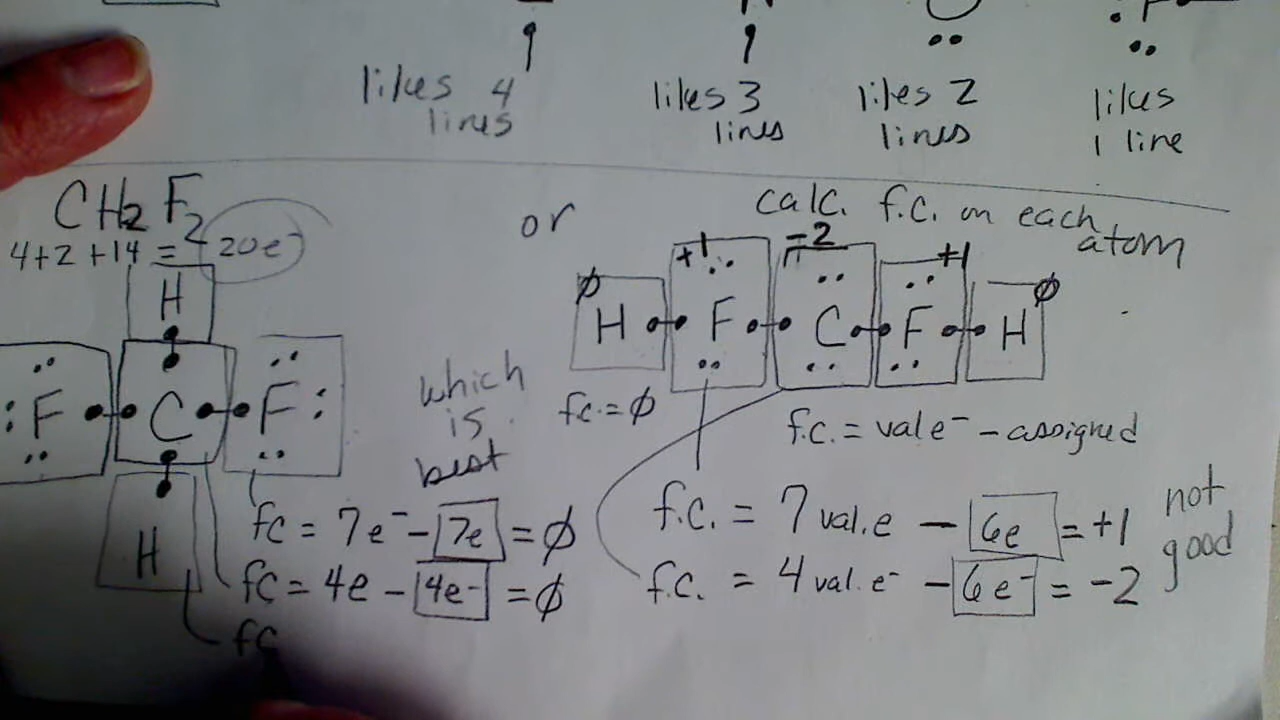 likes 4 lines
likes 3 lines
likes 2 lines
likes 1 line
CH2F2
4+2+14 = 20e-
or
calc. f.c. on each atom
H
:F C F:
H
which is best
fc = 7e- - 7e = ∅
fc = 4e - 4e- = ∅
fc
∅ +1 -2 +1 ∅
H F C F H
fc = ∅
f.c. = val e- - assigned
f.c. = 7 val.e - 6e = +1
f.c. = 4 val.e- - 6e- = -2
not good